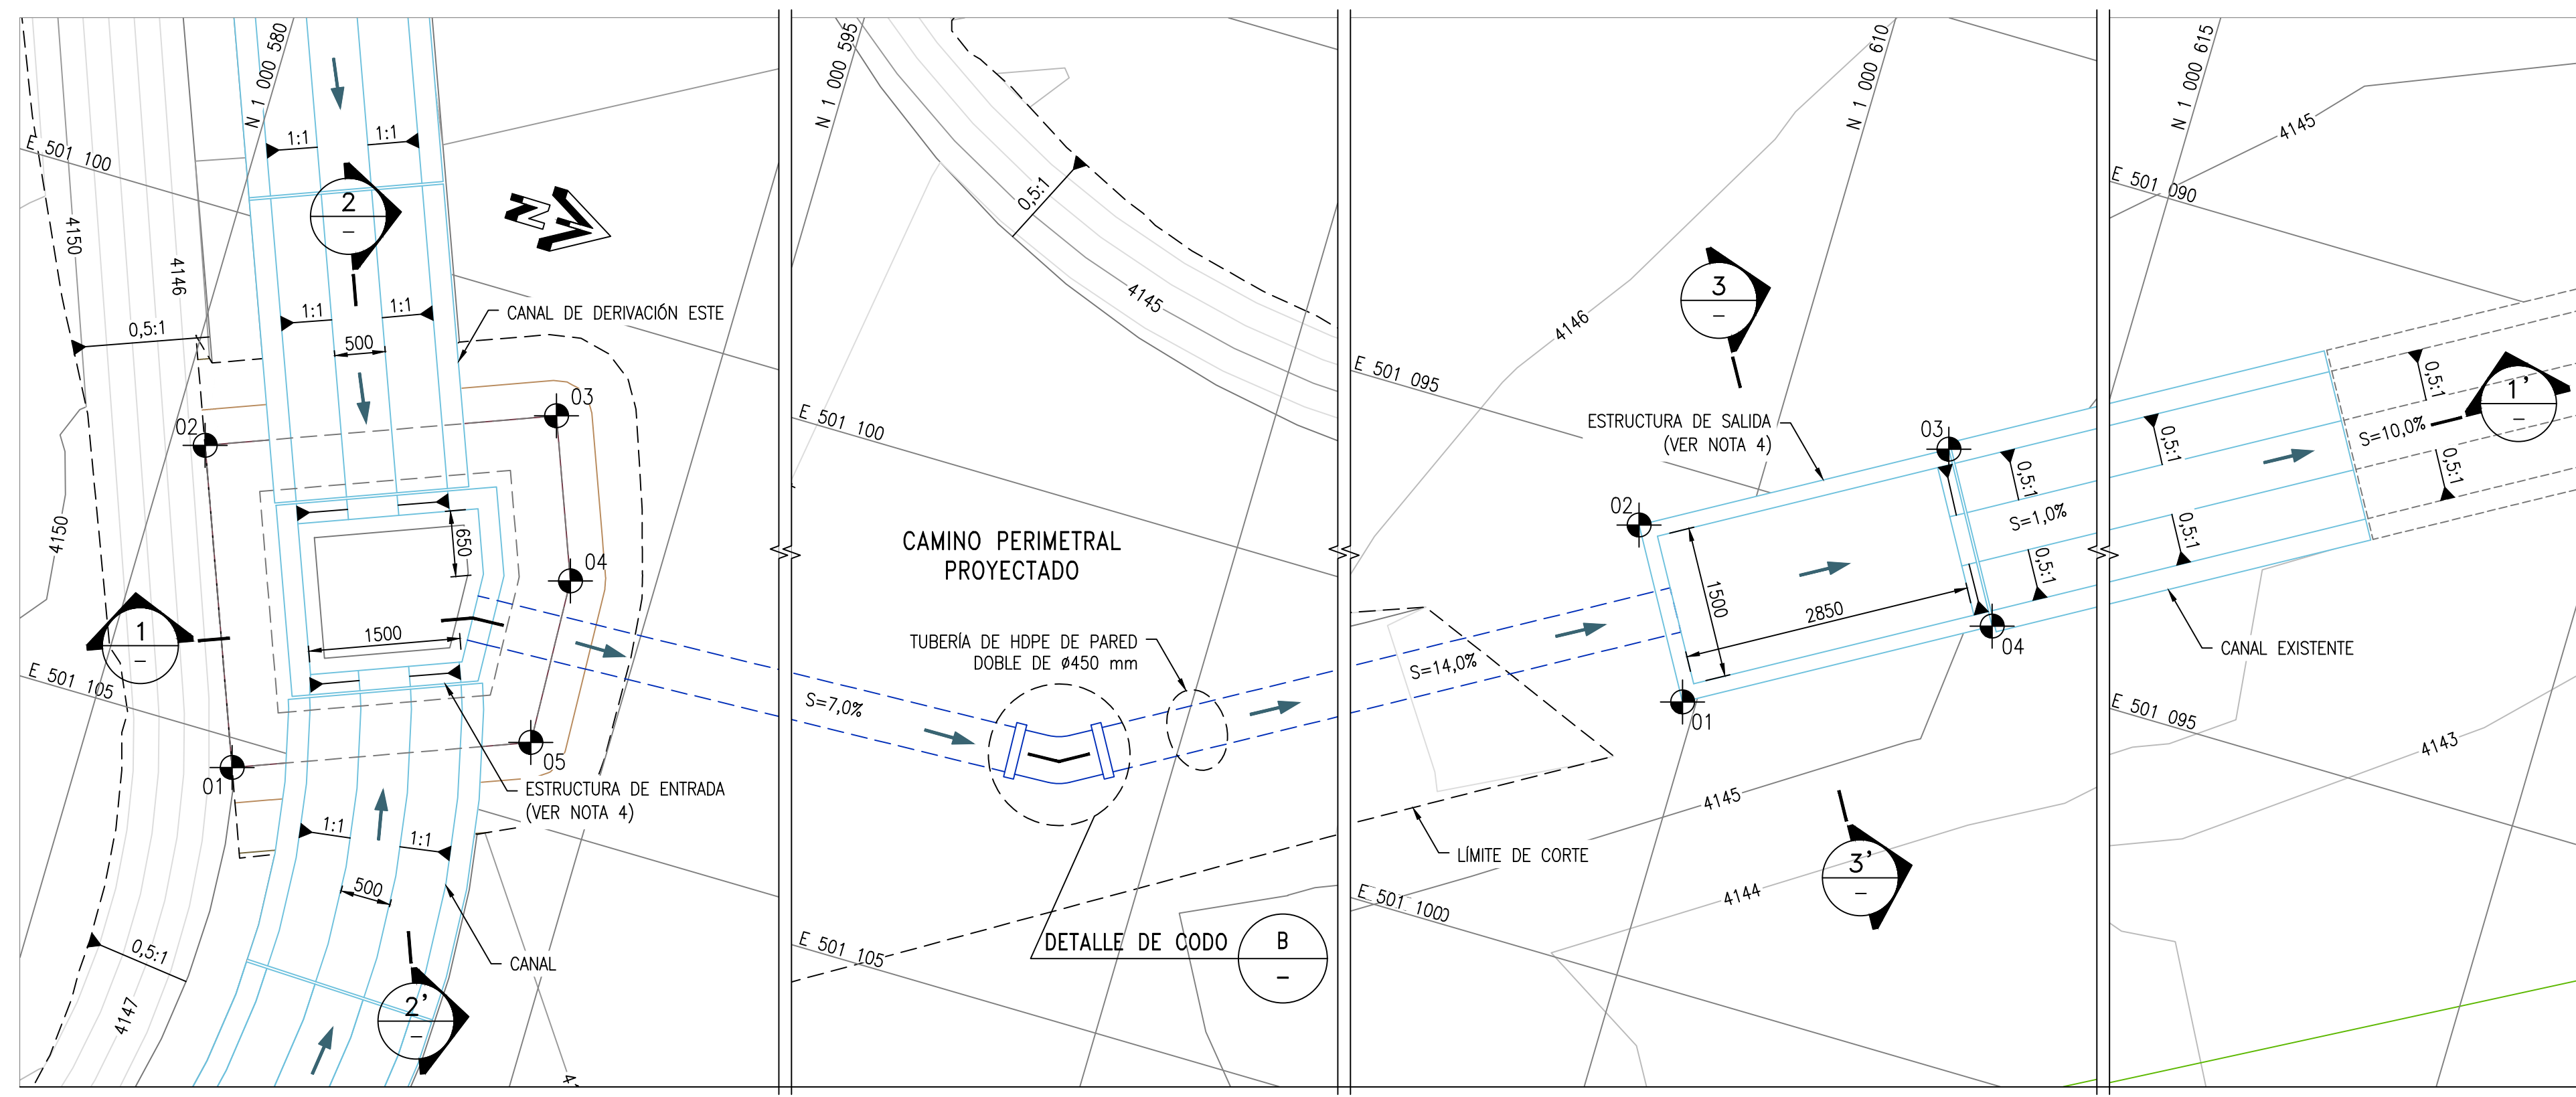 N 1 000 580
E 501 100
1:1
1:1
4150
4146
2
–
N
1:1
1:1
0,5:1
500
CANAL DE DERIVACIÓN ESTE
02
03
4150
650
04
1
–
1500
E 501 105
01
05
ESTRUCTURA DE ENTRADA
(VER NOTA 4)
1:1
1:1
500
0,5:1
CANAL
4147
2'
–
N 1 000 595
0,5:1
4145
E 501 100
CAMINO PERIMETRAL
PROYECTADO
TUBERÍA DE HDPE DE PARED
DOBLE DE Ø450 mm
S=7,0%
E 501 105
DETALLE DE CODO
B
–
N 1 000 610
3
–
4146
E 501 095
ESTRUCTURA DE SALIDA
(VER NOTA 4)
03
02
0,5:1
S=1,0%
0,5:1
1500
2850
S=14,0%
04
01
4145
LÍMITE DE CORTE
3'
–
4144
E 501 100
N 1 000 615
4145
E 501 090
0,5:1
1'
–
S=10,0%
0,5:1
0,5:1
0,5:1
CANAL EXISTENTE
E 501 095
4143